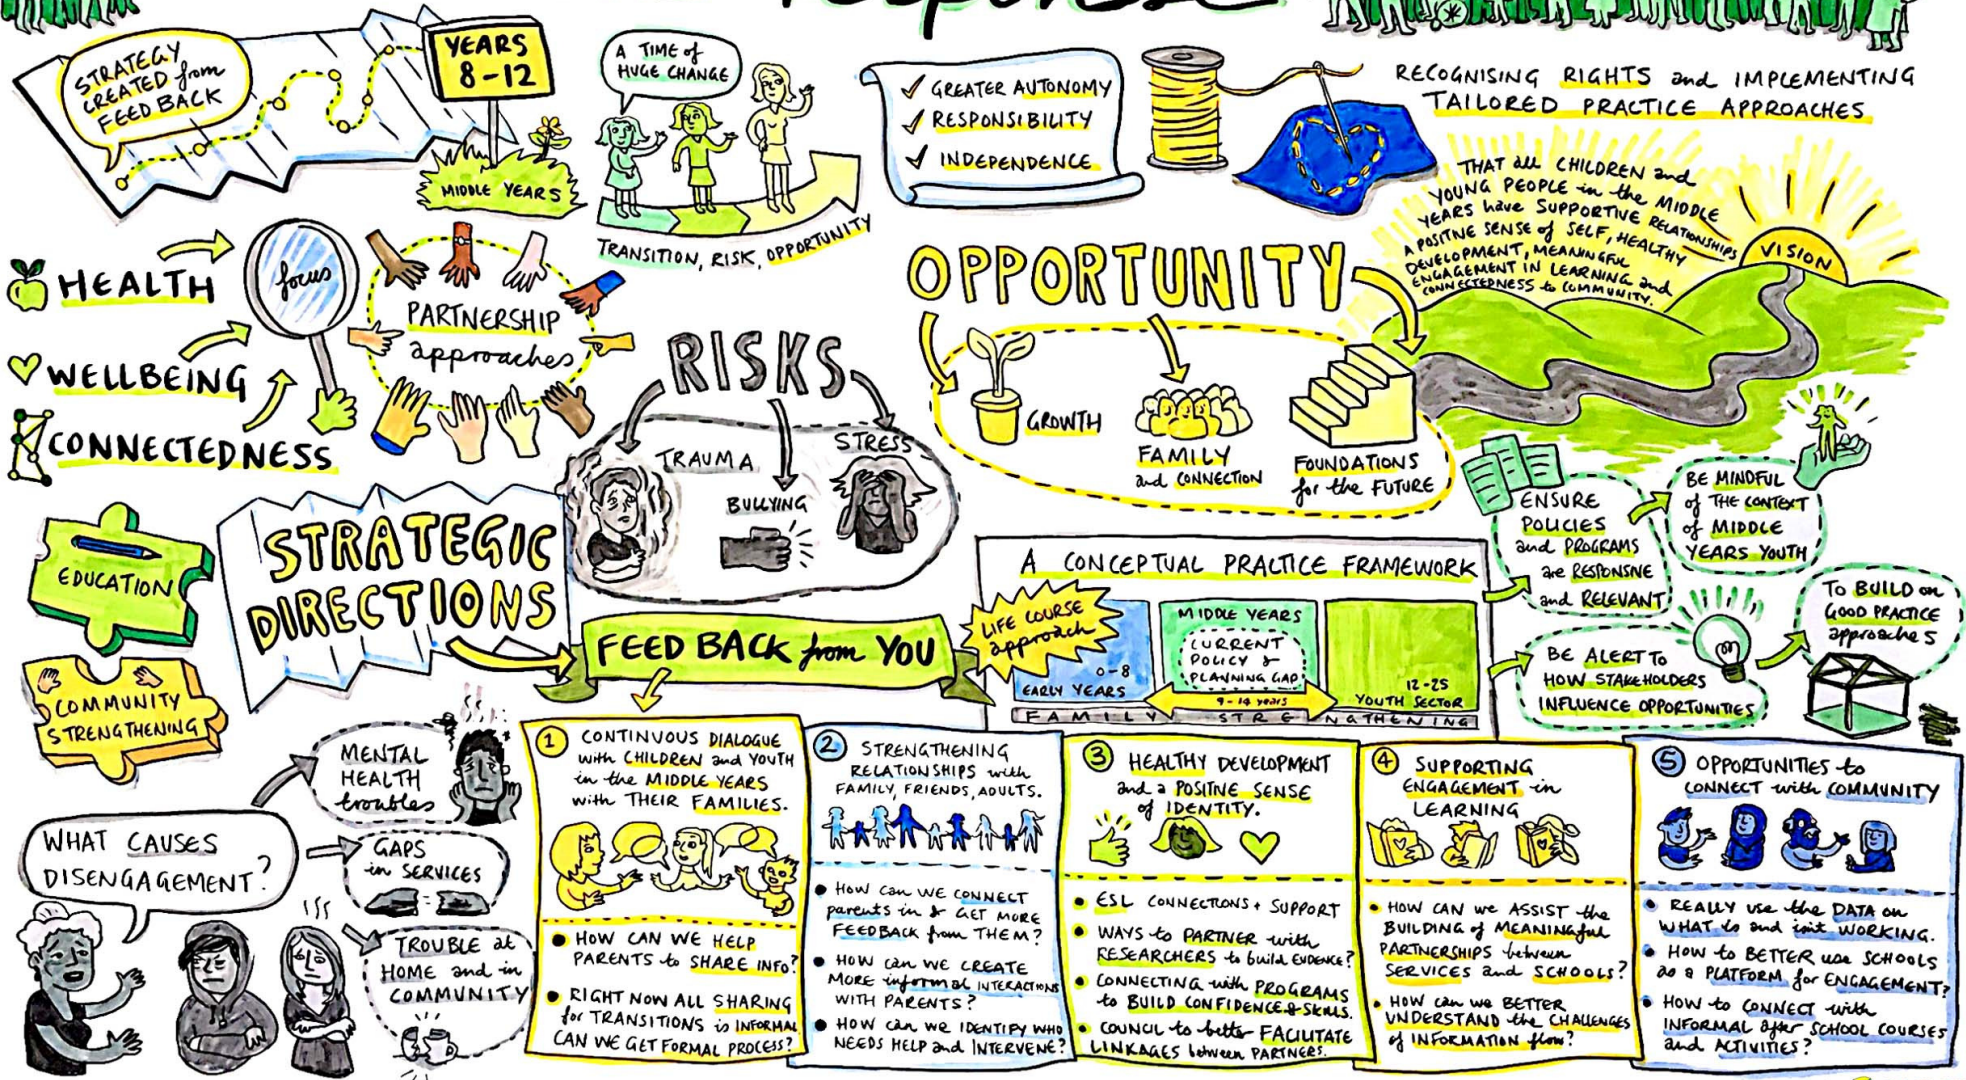 response
STRATEGY
CREATED from
FEED BACK
YEARS
8-12
MIDDLE YEARS
A TIME of
HUGE CHANGE
TRANSITION, RISK, OPPORTUNITY
GREATER AUTONOMY
RESPONSIBILITY
INDEPENDENCE
RECOGNISING RIGHTS and IMPLEMENTING
TAILORED PRACTICE APPROACHES
THAT all CHILDREN and
YOUNG PEOPLE in the MIDDLE
YEARS have SUPPORTIVE RELATIONSHIPS
A POSITIVE SENSE of SELF, HEALTHY
DEVELOPMENT, MEANINGFUL
ENGAGEMENT IN LEARNING and
CONNECTEDNESS to COMMUNITY.
VISION
HEALTH
WELLBEING
CONNECTEDNESS
focus
PARTNERSHIP
approaches
RISKS
TRAUMA
BULLYING
STRESS
OPPORTUNITY
GROWTH
FAMILY
and CONNECTION
FOUNDATIONS
for the FUTURE
EDUCATION
COMMUNITY
STRENGTHENING
STRATEGIC
DIRECTIONS
FEED BACK from YOU
A CONCEPTUAL PRACTICE FRAMEWORK
LIFE COURSE
approach
0-8
EARLY YEARS
MIDDLE YEARS
CURRENT
POLICY &
PLANNING GAP
9-14 years
12-25
YOUTH SECTOR
FAMILY STRENGTHENING
ENSURE
POLICIES
and PROGRAMS
are RESPONSIVE
and RELEVANT
BE MINDFUL
of THE CONTEXT
of MIDDLE
YEARS YOUTH
BE ALERT TO
HOW STAKEHOLDERS
INFLUENCE OPPORTUNITIES
TO BUILD on
GOOD PRACTICE
approaches
WHAT CAUSES
DISENGAGEMENT?
MENTAL
HEALTH
troubles
GAPS
in SERVICES
TROUBLE at
HOME and in
COMMUNITY
1 CONTINUOUS DIALOGUE
with CHILDREN and YOUTH
in the MIDDLE YEARS
with THEIR FAMILIES.
HOW CAN WE HELP
PARENTS to SHARE INFO?
RIGHT NOW ALL SHARING
for TRANSITIONS is INFORMAL
CAN WE GET FORMAL PROCESS?
2 STRENGTHENING
RELATIONSHIPS with
FAMILY, FRIENDS, ADULTS.
HOW can WE CONNECT
parents in & GET MORE
FEEDBACK from THEM?
HOW can WE CREATE
MORE informal INTERACTIONS
WITH PARENTS?
HOW can WE IDENTIFY WHO
NEEDS HELP and INTERVENE?
3 HEALTHY DEVELOPMENT
and a POSITIVE SENSE
of IDENTITY.
ESL CONNECTIONS + SUPPORT
WAYS to PARTNER with
RESEARCHERS to build EVIDENCE?
CONNECTING with PROGRAMS
to BUILD CONFIDENCE & SKILLS.
COUNCIL to better FACILITATE
LINKAGES between PARTNERS.
4 SUPPORTING
ENGAGEMENT in
LEARNING
HOW CAN we ASSIST the
BUILDING of MEANINGful
PARTNERSHIPS between
SERVICES and SCHOOLS?
HOW can we BETTER
UNDERSTAND the CHALLENGES
of INFORMATION flow?
5 OPPORTUNITIES to
CONNECT with COMMUNITY
REALLY use the DATA on
WHAT is and isn't WORKING.
HOW to BETTER use SCHOOLS
as a PLATFORM for ENGAGEMENT?
HOW to CONNECT with
INFORMAL after SCHOOL COURSES
and ACTIVITIES?